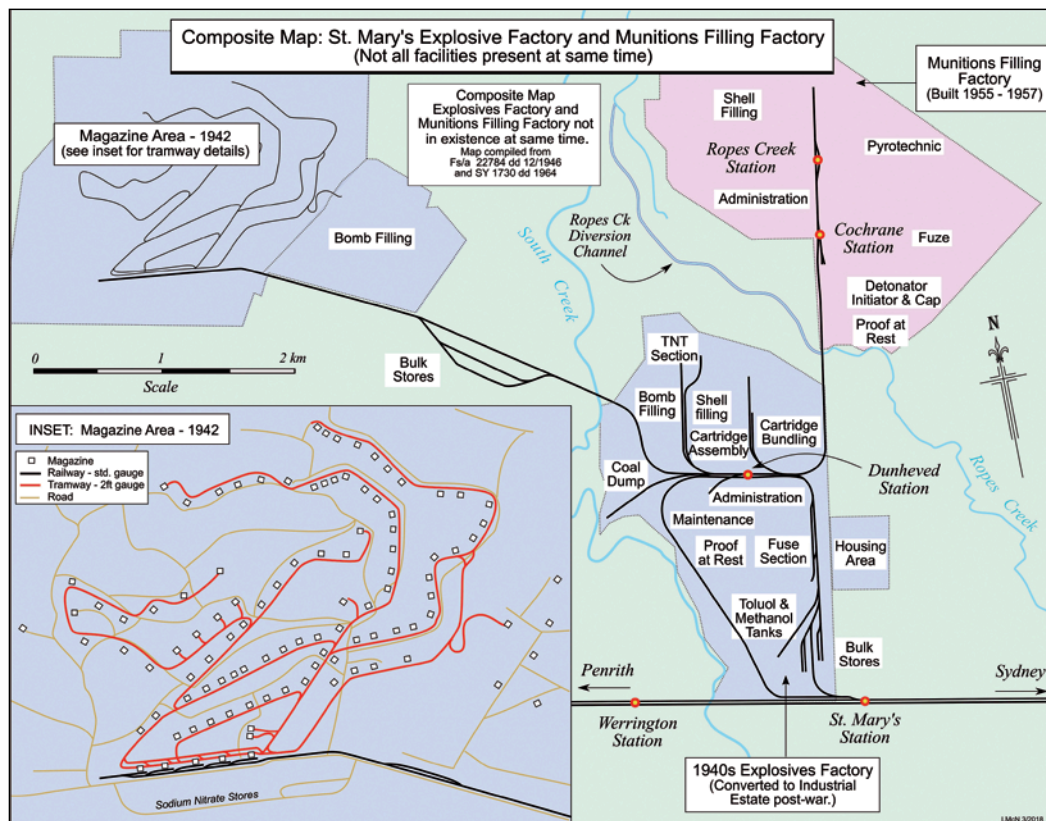 Composite Map: St. Mary's Explosive Factory and Munitions Filling Factory
(Not all facilities present at same time)
Munitions Filling
Factory
(Built 1955 - 1957)
Composite Map
Explosives Factory and
Munitions Filling Factory not
in existence at same time.
Map compiled from
Fs/a 22784 dd 12/1946
and SY 1730 dd 1964
Magazine Area - 1942
(see inset for tramway details)
Shell
Filling
Ropes Creek
Station
Pyrotechnic
Administration
Cochrane
Station
Fuze
Detonator
Initiator & Cap
Proof at
Rest
Bomb Filling
Ropes Ck
Diversion
Channel
South Creek
N
0 1 2 km
Scale
Bulk
Stores
TNT
Section
Bomb
Filling
Shell
filling
Cartridge
Assembly
Cartridge
Bundling
Dunheved
Station
Ropes Creek
Coal
Dump
Administration
Maintenance
Proof
at Rest
Fuse
Section
Housing
Area
Toluol &
Methanol
Tanks
Bulk
Stores
Penrith
Sydney
Werrington
Station
St. Mary's
Station
1940s Explosives Factory
(Converted to Industrial
Estate post-war.)
INSET: Magazine Area - 1942
Magazine
Railway - std. gauge
Tramway - 2ft gauge
Road
Sodium Nitrate Stores
J.McN 3/2018